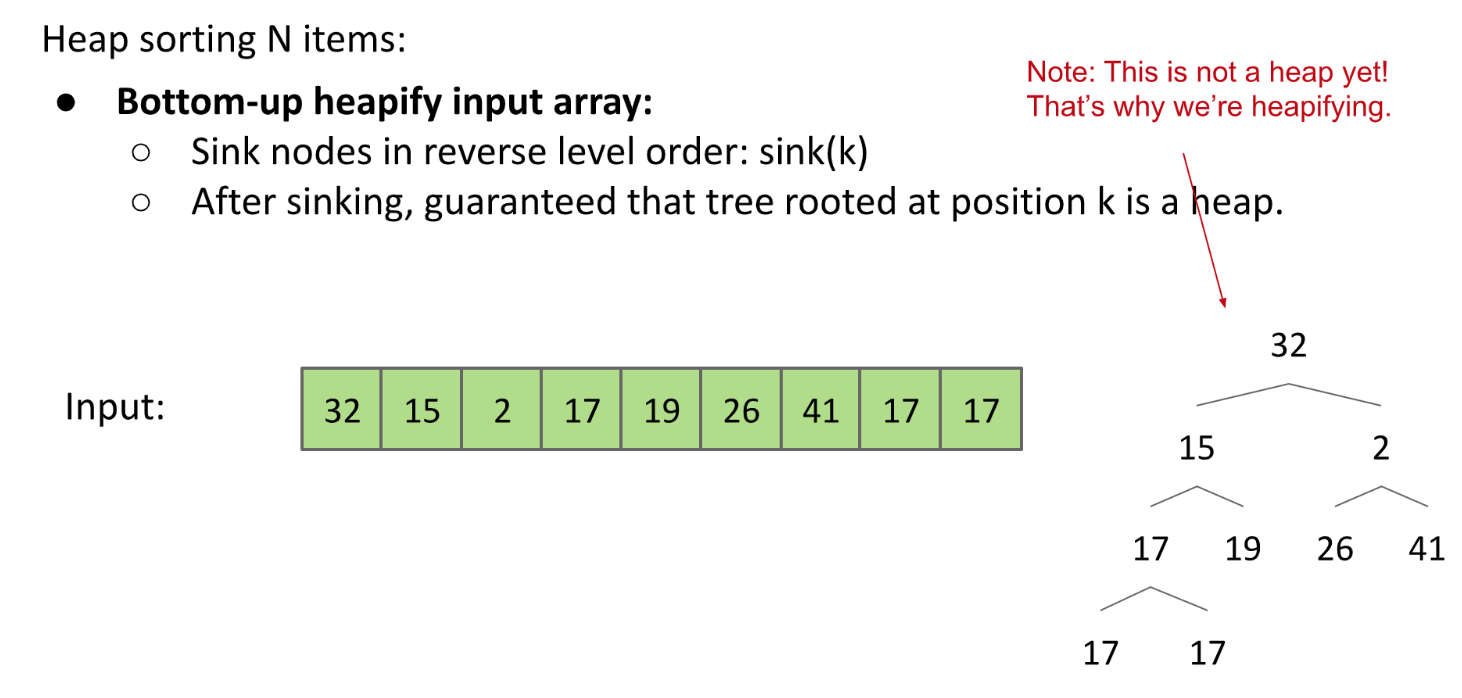 Heap sorting N items:
Note: This is not a heap yet!
That's why we're heapifying.
● Bottom-up heapify input array:
○ Sink nodes in reverse level order: sink(k)
○ After sinking, guaranteed that tree rooted at position k is a heap.
Input:
32 15 2 17 19 26 41 17 17
32
15 2
17 19 26 41
17 17